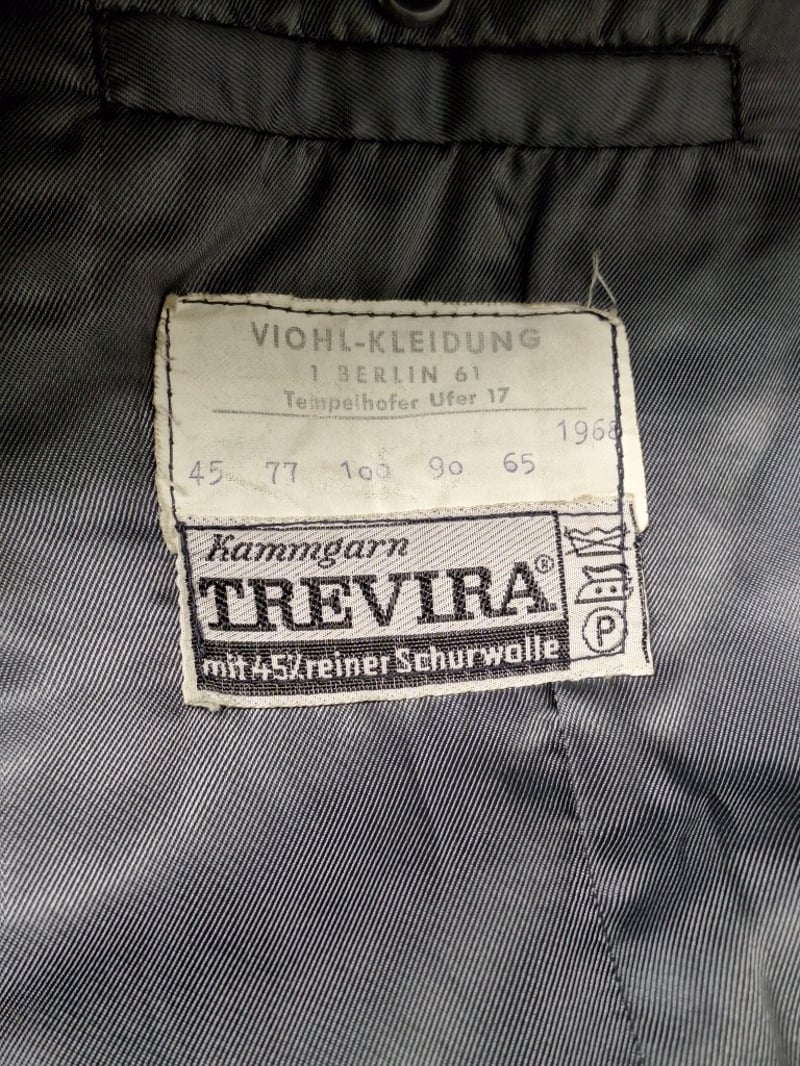 VIOHL-KLEIDUNG
1 BERLIN 61
Tempelhofer Ufer 17
1968
45 77 100 90 65
Kammgarn
TREVIRA®
mit 45% reiner Schurwolle
P